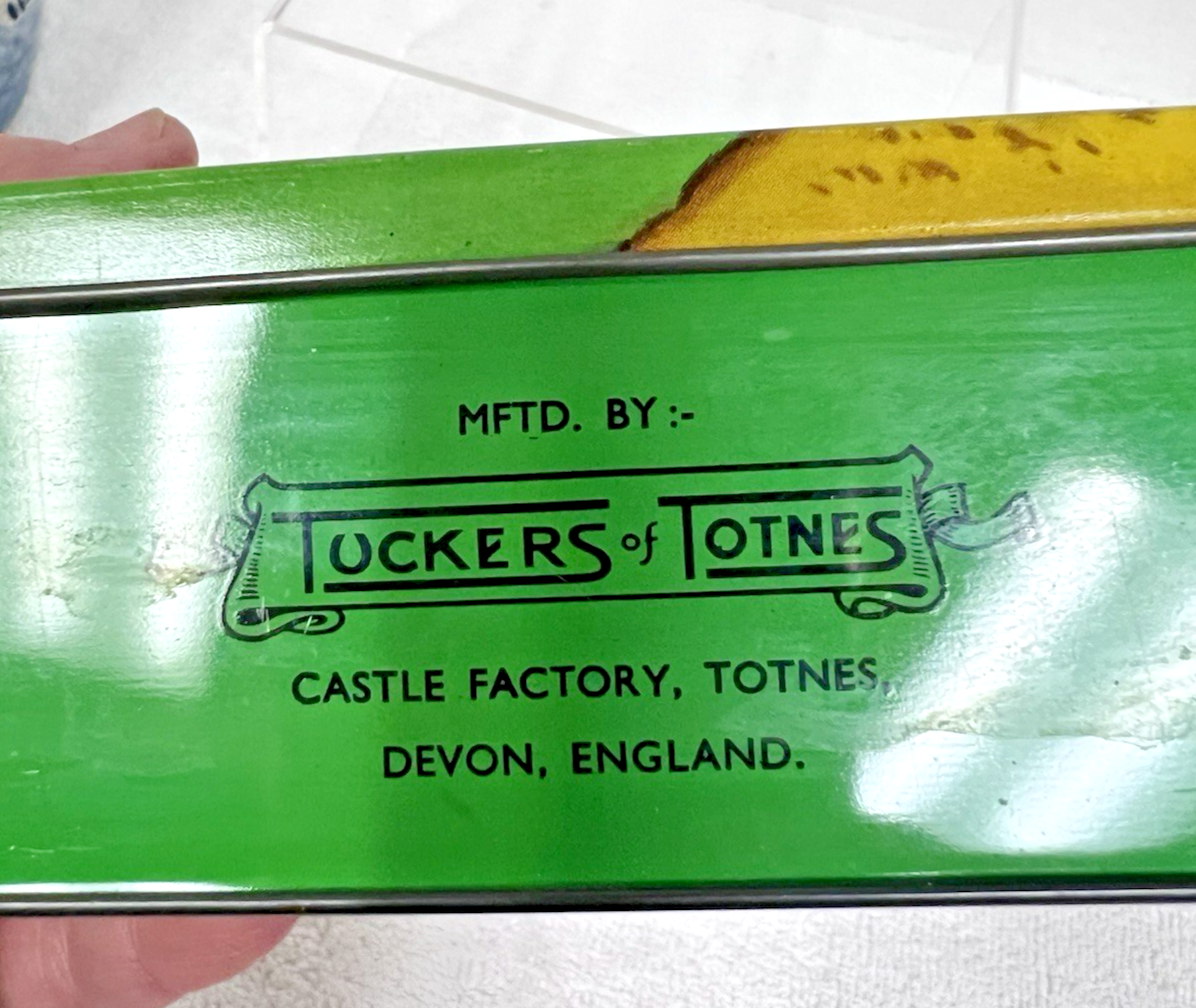 MFTD. BY :-
TUCKERS of TOTNES
CASTLE FACTORY, TOTNES,
DEVON, ENGLAND.